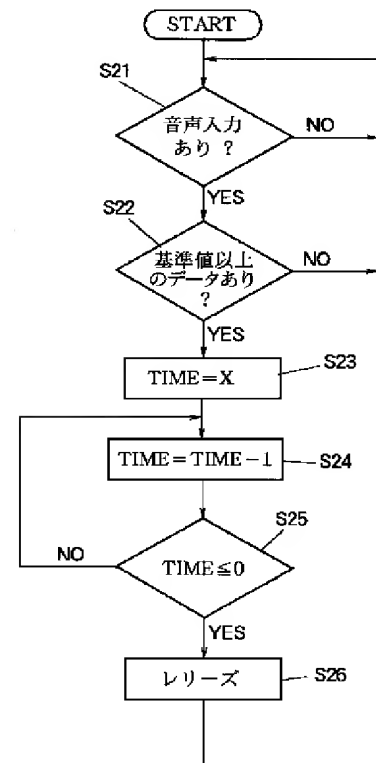 START
S21
音声入力
あり ?
NO
YES
S22
基準値以上
のデータあり
?
NO
YES
TIME=X
S23
TIME=TIME-1
S24
S25
NO
TIME≦0
YES
レリーズ
S26